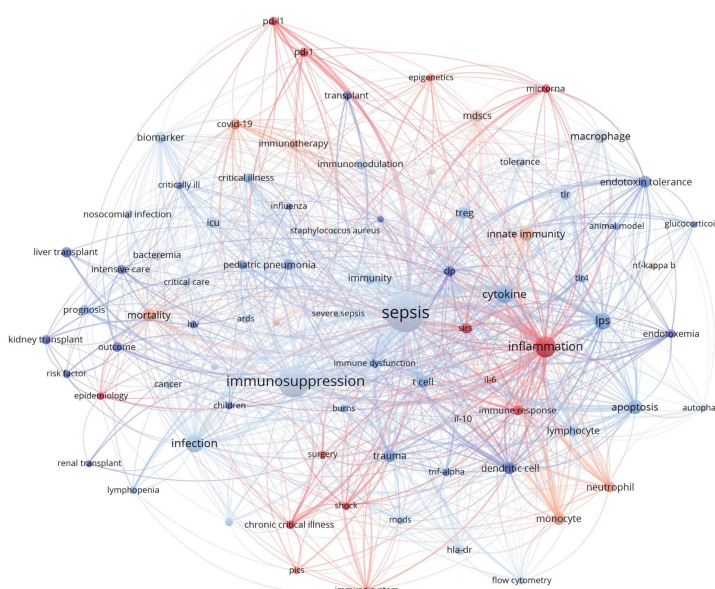 pd-l1
pd-1
epigenetics
microrna
transplant
mdscs
covid-19
biomarker
immunotherapy
macrophage
immunomodulation
tolerance
critically ill
critical illness
endotoxin tolerance
tlr
influenza
nosocomial infection
icu
treg
staphylococcus aureus
animal model
glucocorticoi
innate immunity
liver transplant
bacteremia
intensive care
pediatric
pneumonia
nf-kappa b
critical care
immunity
clp
tlr4
cytokine
prognosis
mortality
severe sepsis
sepsis
hiv
ards
sirs
lps
endotoxemia
kidney transplant
outcome
inflammation
immune dysfunction
risk factor
cancer
immunosuppression
t cell
il-6
epidemiology
children
burns
immune response
apoptosis
autopha
il-10
infection
lymphocyte
surgery
trauma
renal transplant
tnf-alpha
dendritic cell
lymphopenia
neutrophil
shock
chronic critical illness
mods
monocyte
hla-dr
pics
flow cytometry